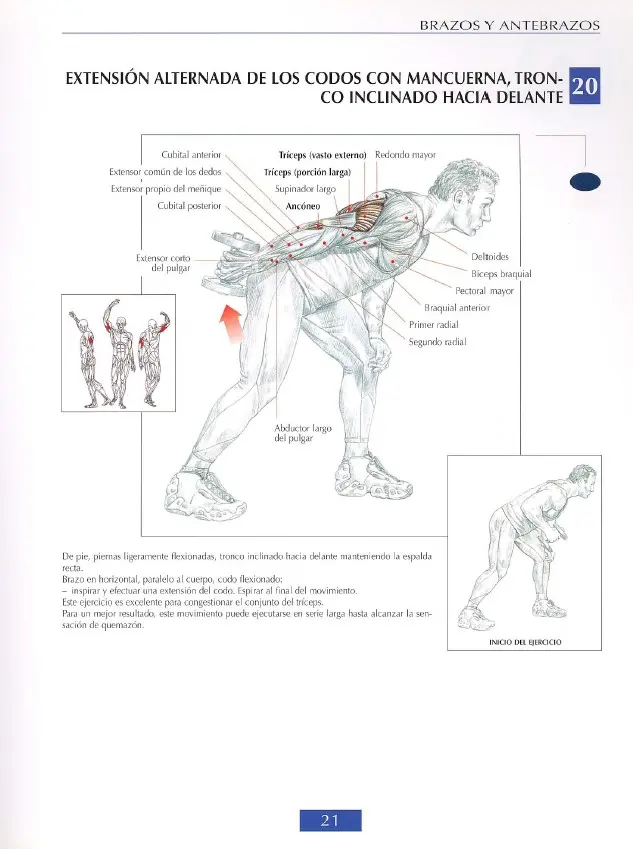 BRAZOS Y ANTEBRAZOS
EXTENSIÓN ALTERNADA DE LOS CODOS CON MANCUERNA, TRON-
CO INCLINADO HACIA DELANTE
20
Cubital anterior
Extensor común de los dedos
Extensor propio del meñique
Cubital posterior
Extensor corto
del pulgar
Tríceps (vasto externo)
Redondo mayor
Tríceps (porción larga)
Supinador largo
Ancóneo
Deltoides
Bíceps braquial
Pectoral mayor
Braquial anterior
Primer radial
Segundo radial
Abductor largo
del pulgar
De pie, piernas ligeramente flexionadas, tronco inclinado hacia delante manteniendo la espalda
recta.
Brazo en horizontal, paralelo al cuerpo, codo flexionado:
– inspirar y efectuar una extensión del codo. Espirar al final del movimiento.
Este ejercicio es excelente para congestionar el conjunto del tríceps.
Para un mejor resultado, este movimiento puede ejecutarse en serie larga hasta alcanzar la sen-
sación de quemazón.
INICIO DEL EJERCICIO
21